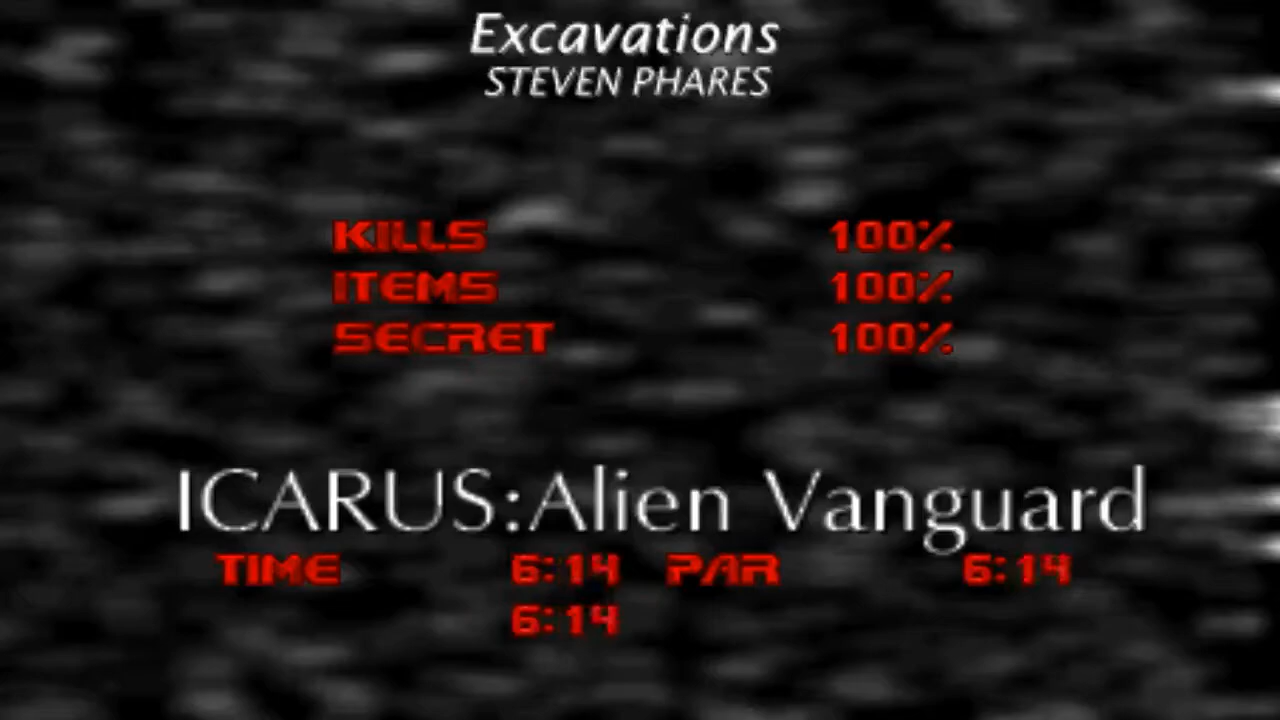 Excavations
STEVEN PHARES
KILLS 100%
ITEMS 100%
SECRET 100%
ICARUS:Alien Vanguard
TIME 6:14 PAR 6:14
6:14